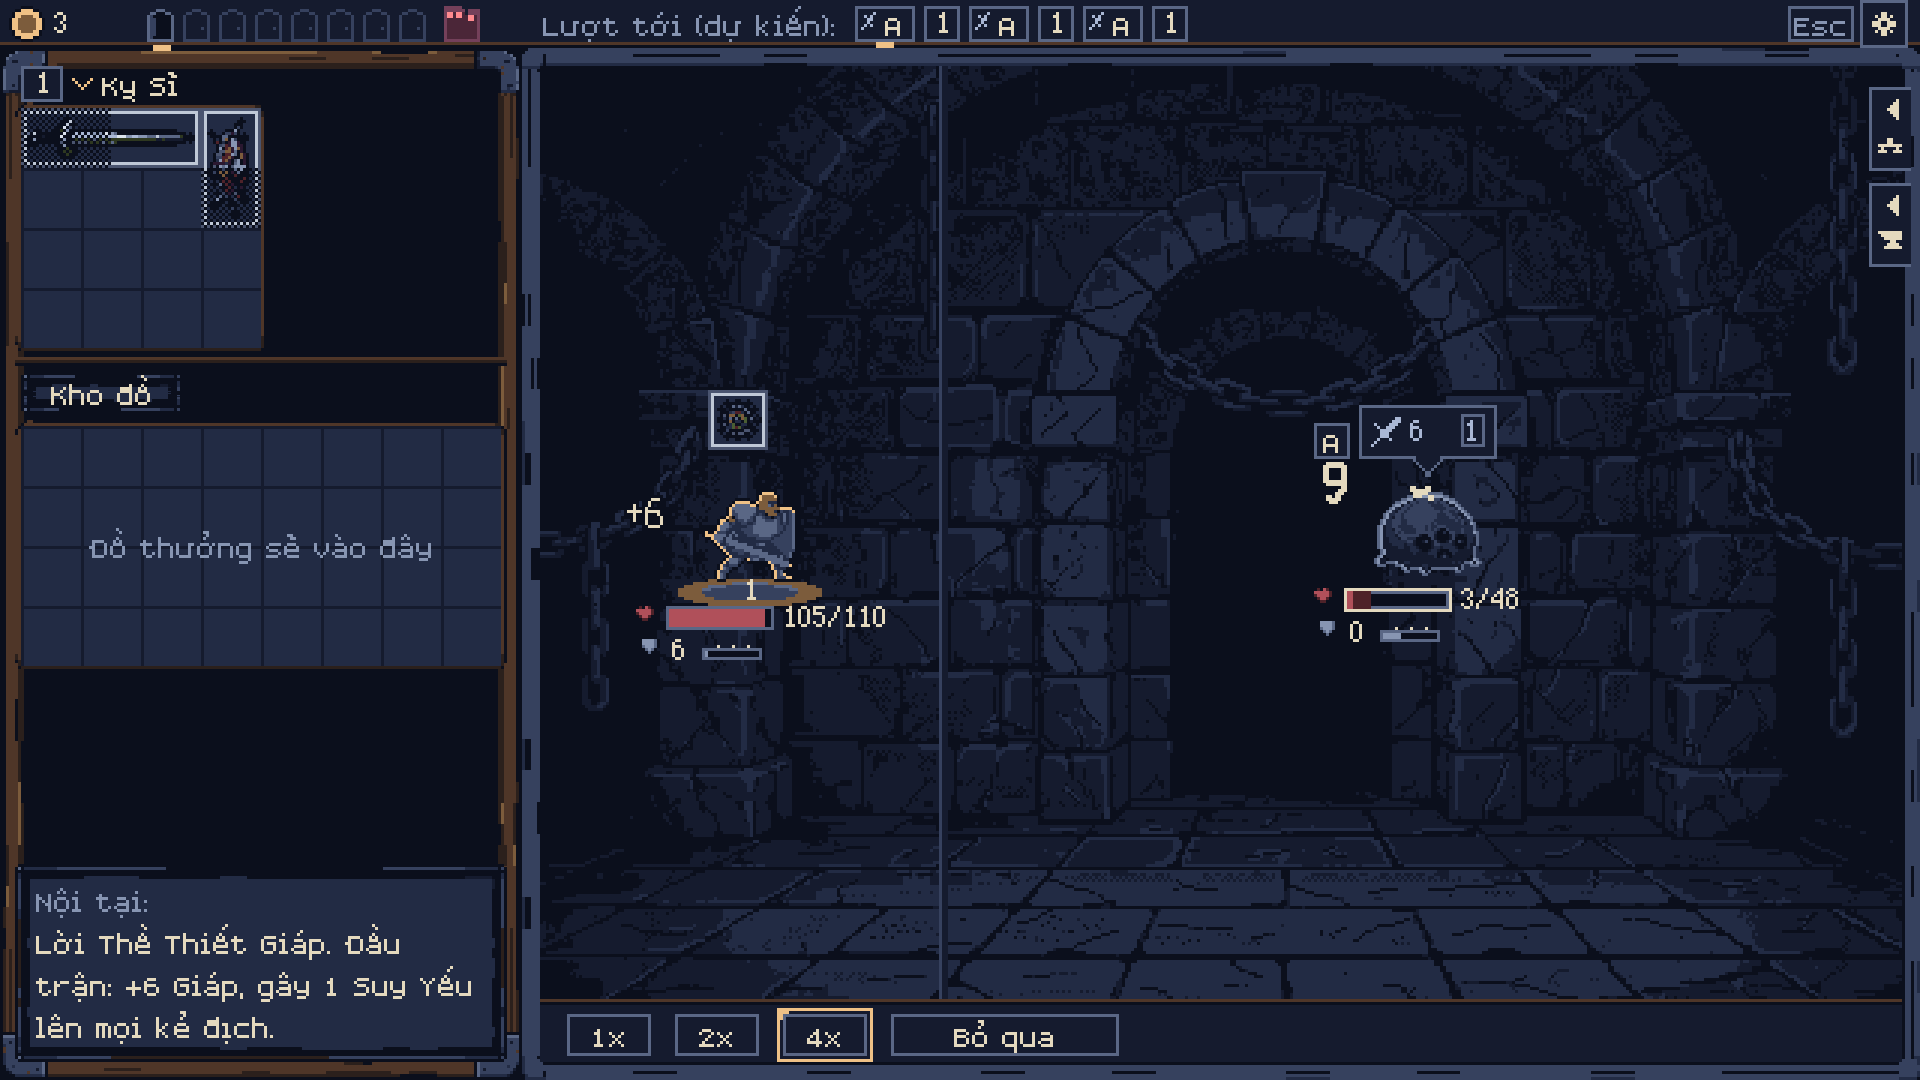 3
Lượt tới (dự kiến): A 1 A 1 A 1
Esc
1 Kỵ Sĩ
Kho đồ
Đồ thưởng sẽ vào đây
Nội tại:
Lời Thề Thiết Giáp. Đầu
trận: +6 Giáp, gây 1 Suy Yếu
lên mọi kẻ địch.
+6
1
105/110
6
A
9
6 1
3/48
0
1x
2x
4x
Bỏ qua